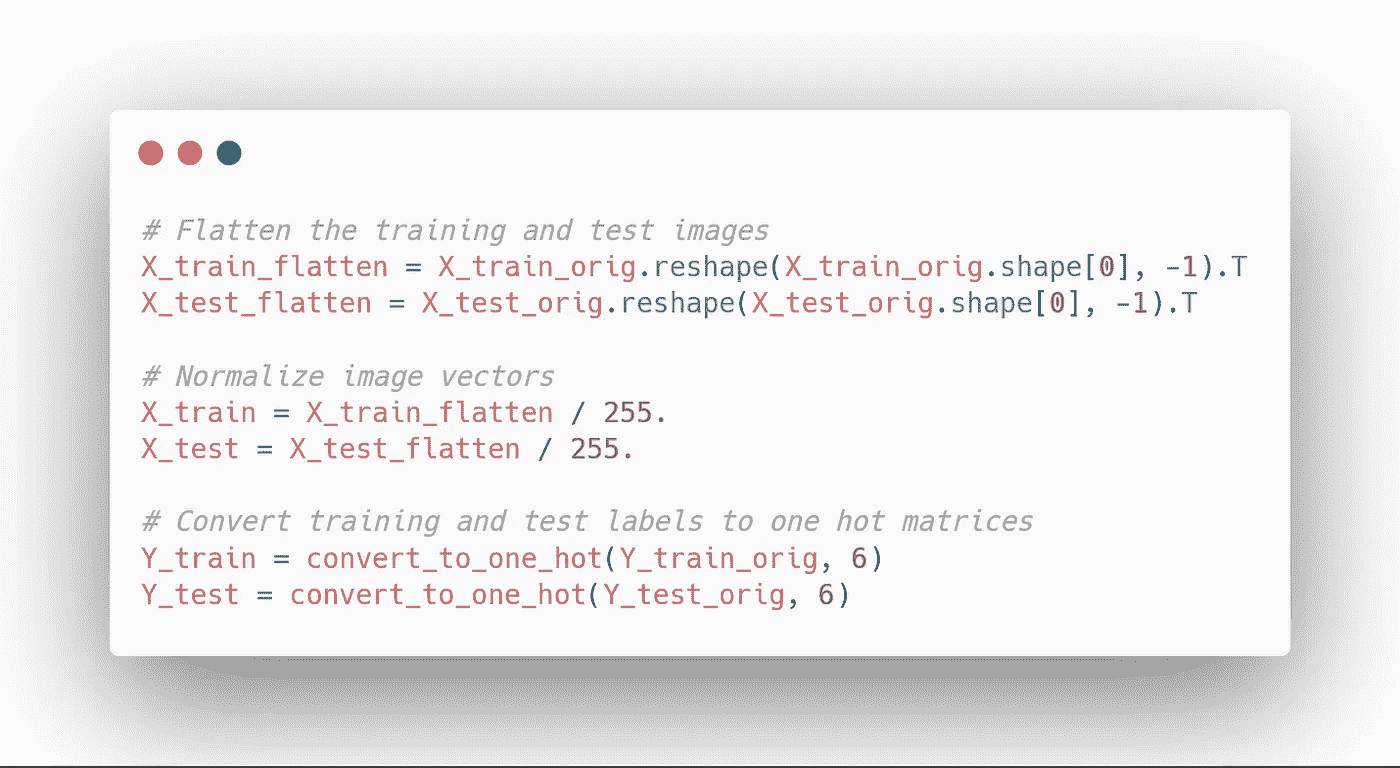 # Flatten the training and test images
X_train_flatten = X_train_orig.reshape(X_train_orig.shape[0], -1).T
X_test_flatten = X_test_orig.reshape(X_test_orig.shape[0], -1).T
# Normalize image vectors
X_train = X_train_flatten / 255.
X_test = X_test_flatten / 255.
# Convert training and test labels to one hot matrices
Y_train = convert_to_one_hot(Y_train_orig, 6)
Y_test = convert_to_one_hot(Y_test_orig, 6)